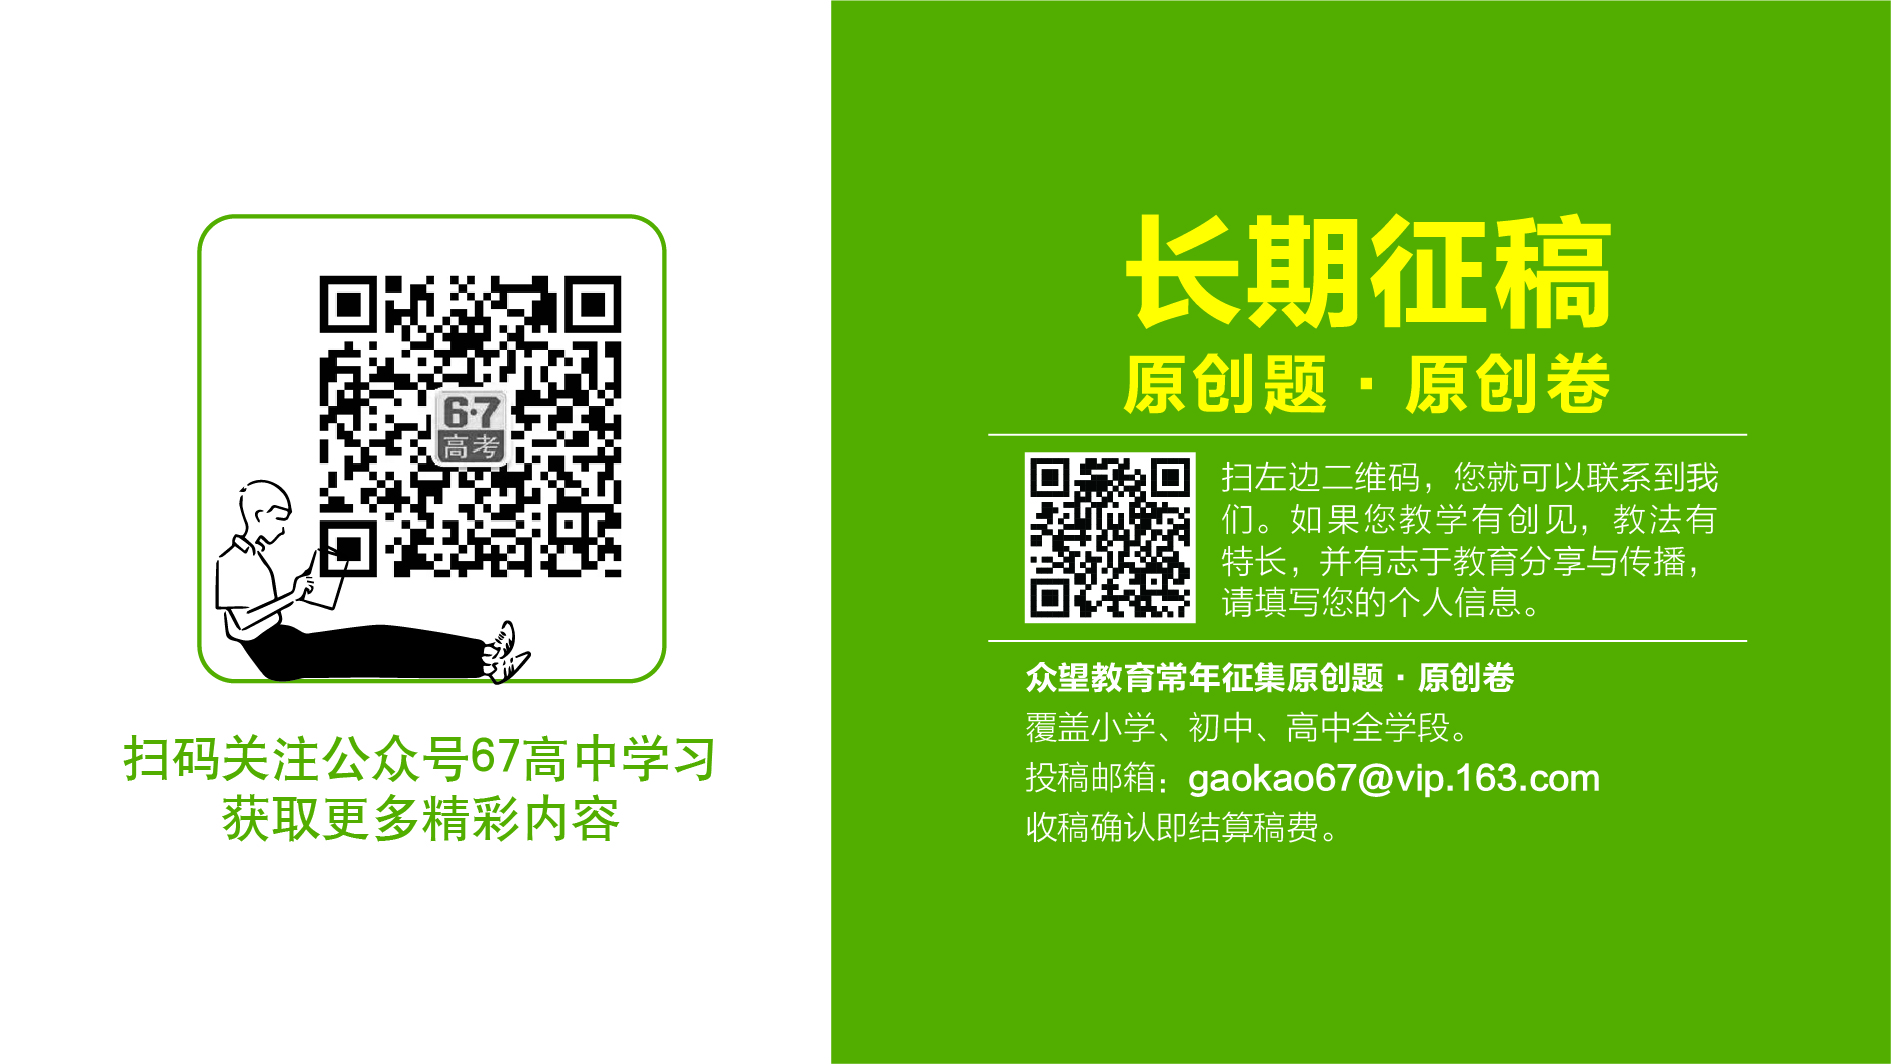 6·7
高考
扫码关注公众号67高中学习
获取更多精彩内容
长期征稿
原创题·原创卷
扫左边二维码，您就可以联系到我
们。如果您教学有创见，教法有
特长，并有志于教育分享与传播，
请填写您的个人信息。
众望教育常年征集原创题·原创卷
覆盖小学、初中、高中全学段。
投稿邮箱：gaokao67@vip.163.com
收稿确认即结算稿费。